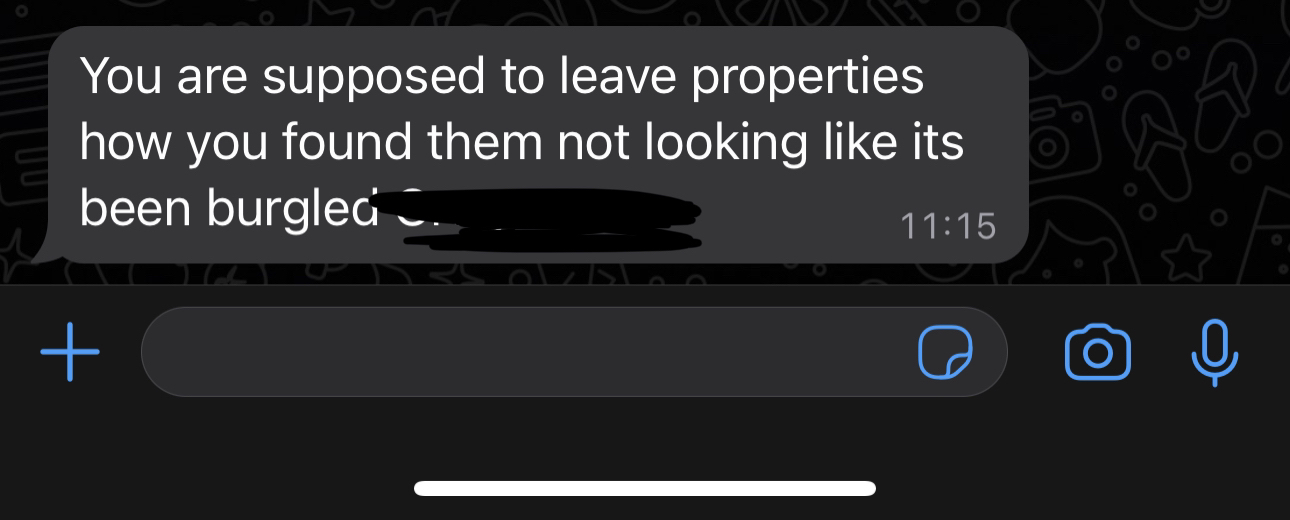 You are supposed to leave properties
how you found them not looking like its
been burgled
11:15